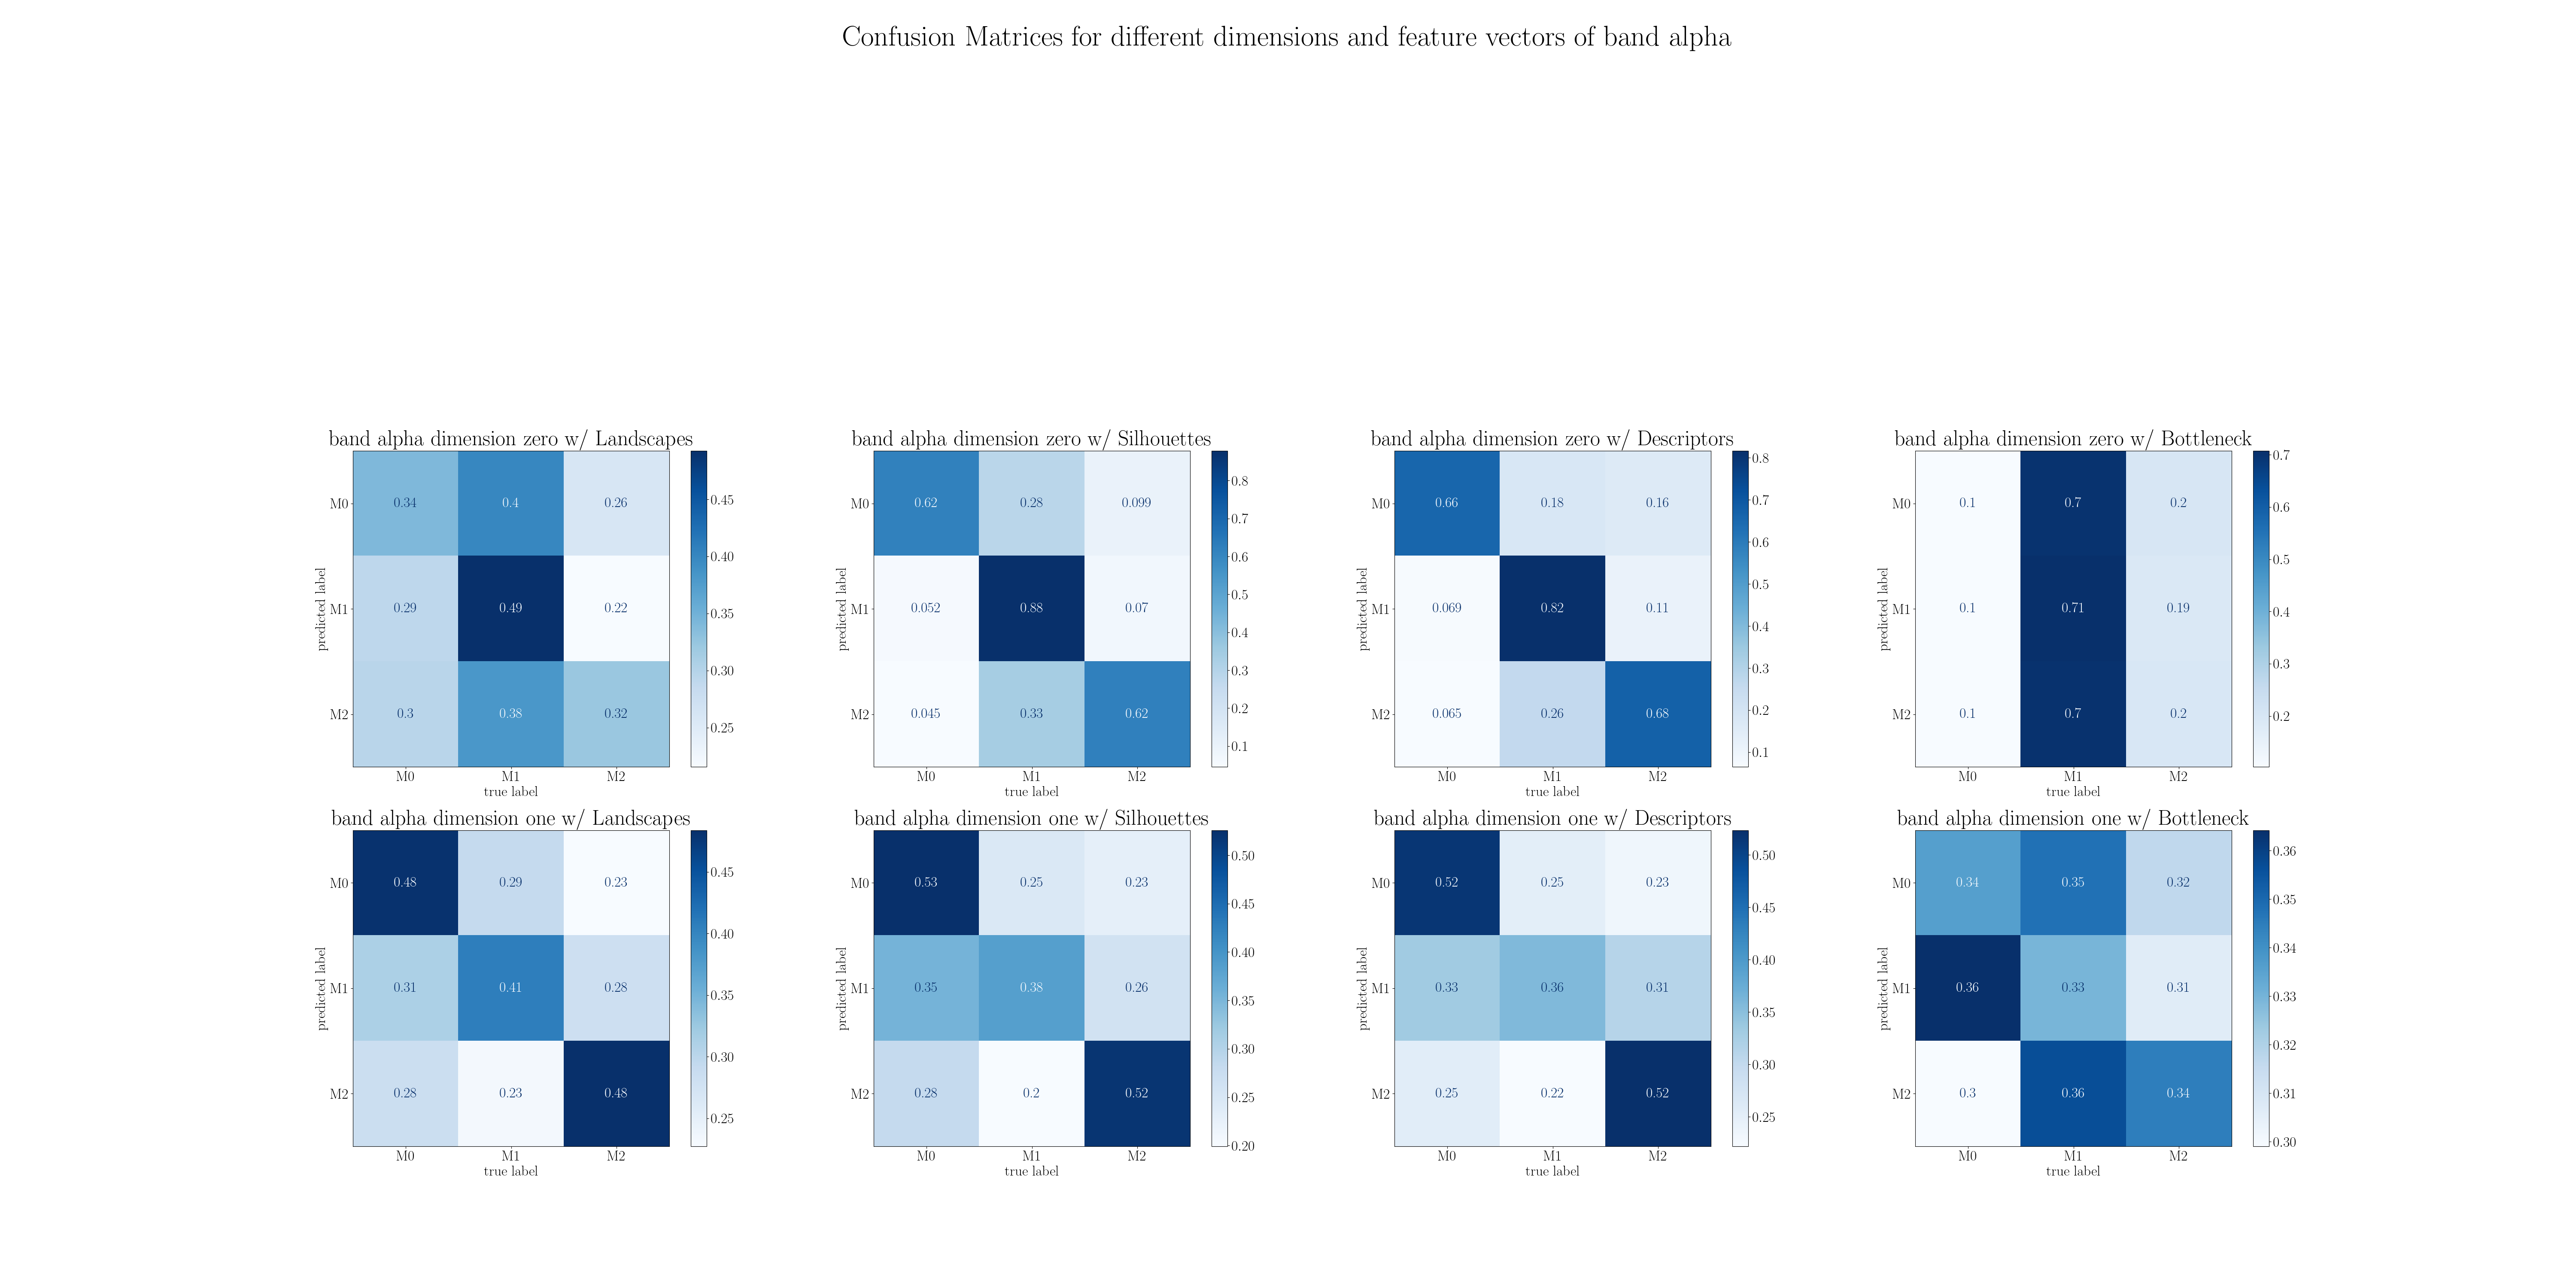 Confusion Matrices for different dimensions and feature vectors of band alpha
band alpha dimension zero w/ Landscapes
predicted label
M0 0.34 0.4 0.26
M1 0.29 0.49 0.22
M2 0.3 0.38 0.32
M0 M1 M2
true label
0.45
0.40
0.35
0.30
0.25
band alpha dimension zero w/ Silhouettes
predicted label
M0 0.62 0.28 0.099
M1 0.052 0.88 0.07
M2 0.045 0.33 0.62
M0 M1 M2
true label
0.8
0.7
0.6
0.5
0.4
0.3
0.2
0.1
band alpha dimension zero w/ Descriptors
predicted label
M0 0.66 0.18 0.16
M1 0.069 0.82 0.11
M2 0.065 0.26 0.68
M0 M1 M2
true label
0.8
0.7
0.6
0.5
0.4
0.3
0.2
0.1
band alpha dimension zero w/ Bottleneck
predicted label
M0 0.1 0.7 0.2
M1 0.1 0.71 0.19
M2 0.1 0.7 0.2
M0 M1 M2
true label
0.7
0.6
0.5
0.4
0.3
0.2
band alpha dimension one w/ Landscapes
predicted label
M0 0.48 0.29 0.23
M1 0.31 0.41 0.28
M2 0.28 0.23 0.48
M0 M1 M2
true label
0.45
0.40
0.35
0.30
0.25
band alpha dimension one w/ Silhouettes
predicted label
M0 0.53 0.25 0.23
M1 0.35 0.38 0.26
M2 0.28 0.2 0.52
M0 M1 M2
true label
0.50
0.45
0.40
0.35
0.30
0.25
0.20
band alpha dimension one w/ Descriptors
predicted label
M0 0.52 0.25 0.23
M1 0.33 0.36 0.31
M2 0.25 0.22 0.52
M0 M1 M2
true label
0.50
0.45
0.40
0.35
0.30
0.25
band alpha dimension one w/ Bottleneck
predicted label
M0 0.34 0.35 0.32
M1 0.36 0.33 0.31
M2 0.3 0.36 0.34
M0 M1 M2
true label
0.36
0.35
0.34
0.33
0.32
0.31
0.30